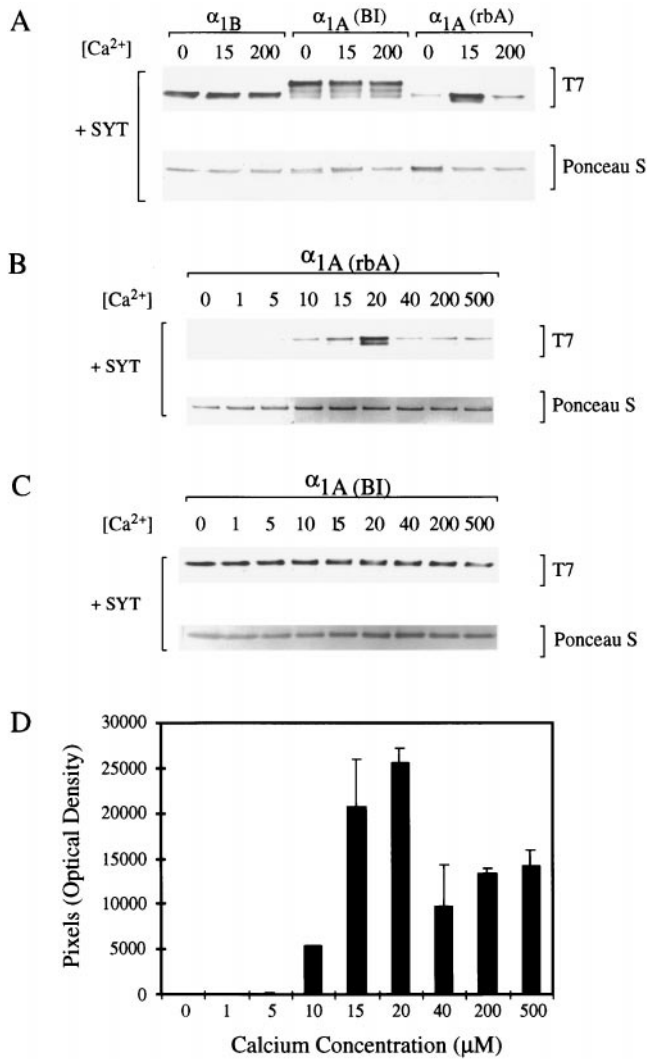 A
α1B α1A (BI) α1A (rbA)
[Ca2+] 0 15 200 0 15 200 0 15 200
T7
+ SYT
Ponceau S
B
α1A (rbA)
[Ca2+] 0 1 5 10 15 20 40 200 500
T7
+ SYT
Ponceau S
C
α1A (BI)
[Ca2+] 0 1 5 10 15 20 40 200 500
T7
+ SYT
Ponceau S
D
Pixels (Optical Density)
30000
25000
20000
15000
10000
5000
0
0 1 5 10 15 20 40 200 500
Calcium Concentration (μM)